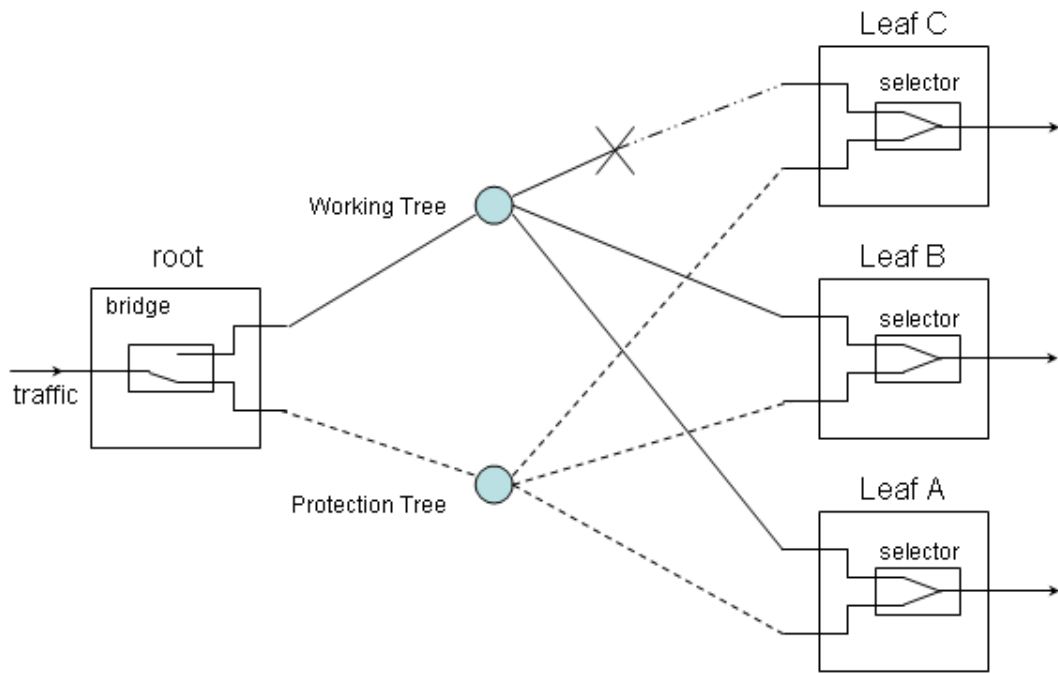 Leaf C
selector
Working Tree
root
Leaf B
bridge
selector
traffic
Leaf A
Protection Tree
selector